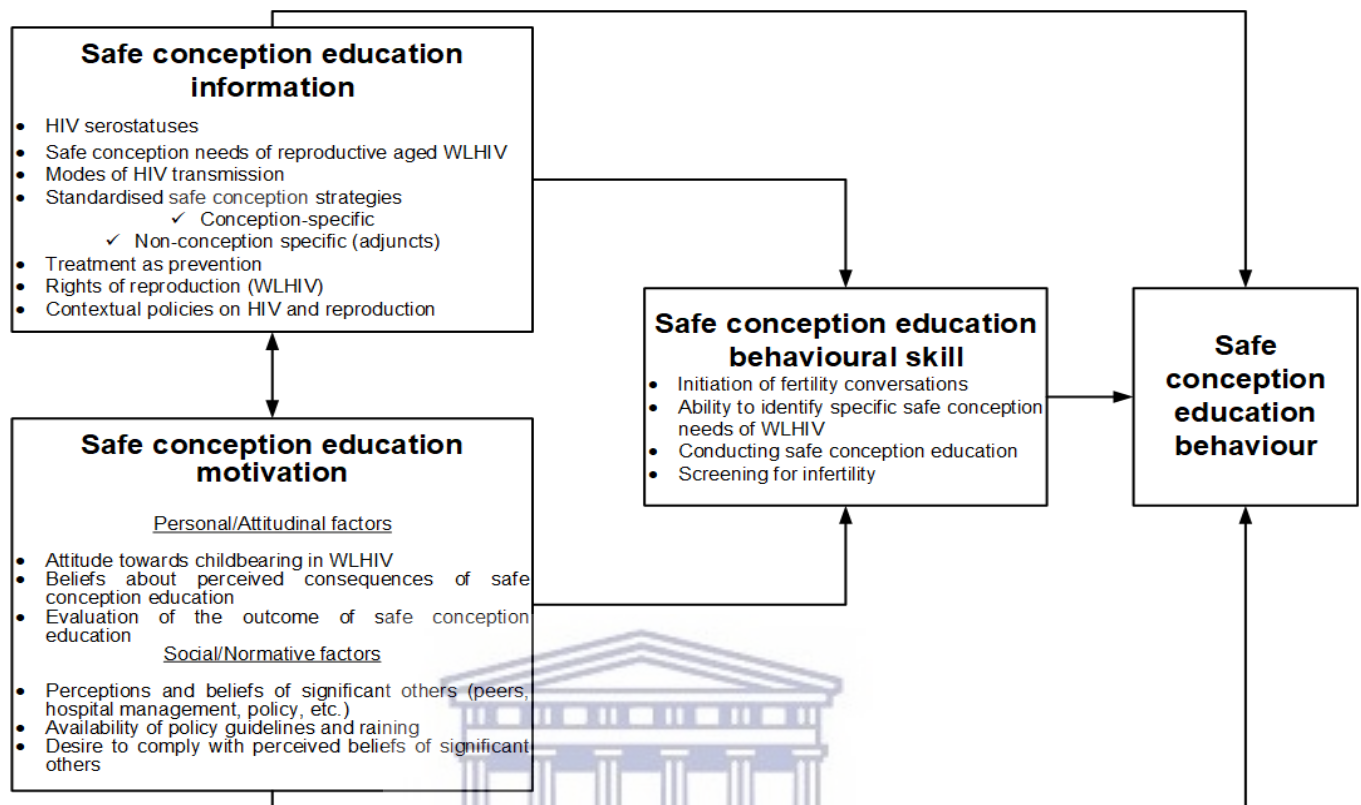 Safe conception education
information
• HIV serostatuses
• Safe conception needs of reproductive aged WLHIV
• Modes of HIV transmission
• Standardised safe conception strategies
✓ Conception-specific
✓ Non-conception specific (adjuncts)
• Treatment as prevention
• Rights of reproduction (WLHIV)
• Contextual policies on HIV and reproduction
Safe conception education
motivation
Personal/Attitudinal factors
• Attitude towards childbearing in WLHIV
• Beliefs about perceived consequences of safe
conception education
• Evaluation of the outcome of safe conception
education
Social/Normative factors
• Perceptions and beliefs of significant others (peers,
hospital management, policy, etc.)
• Availability of policy guidelines and raining
• Desire to comply with perceived beliefs of significant
others
Safe conception education
behavioural skill
• Initiation of fertility conversations
• Ability to identify specific safe conception
needs of WLHIV
• Conducting safe conception education
• Screening for infertility
Safe
conception
education
behaviour